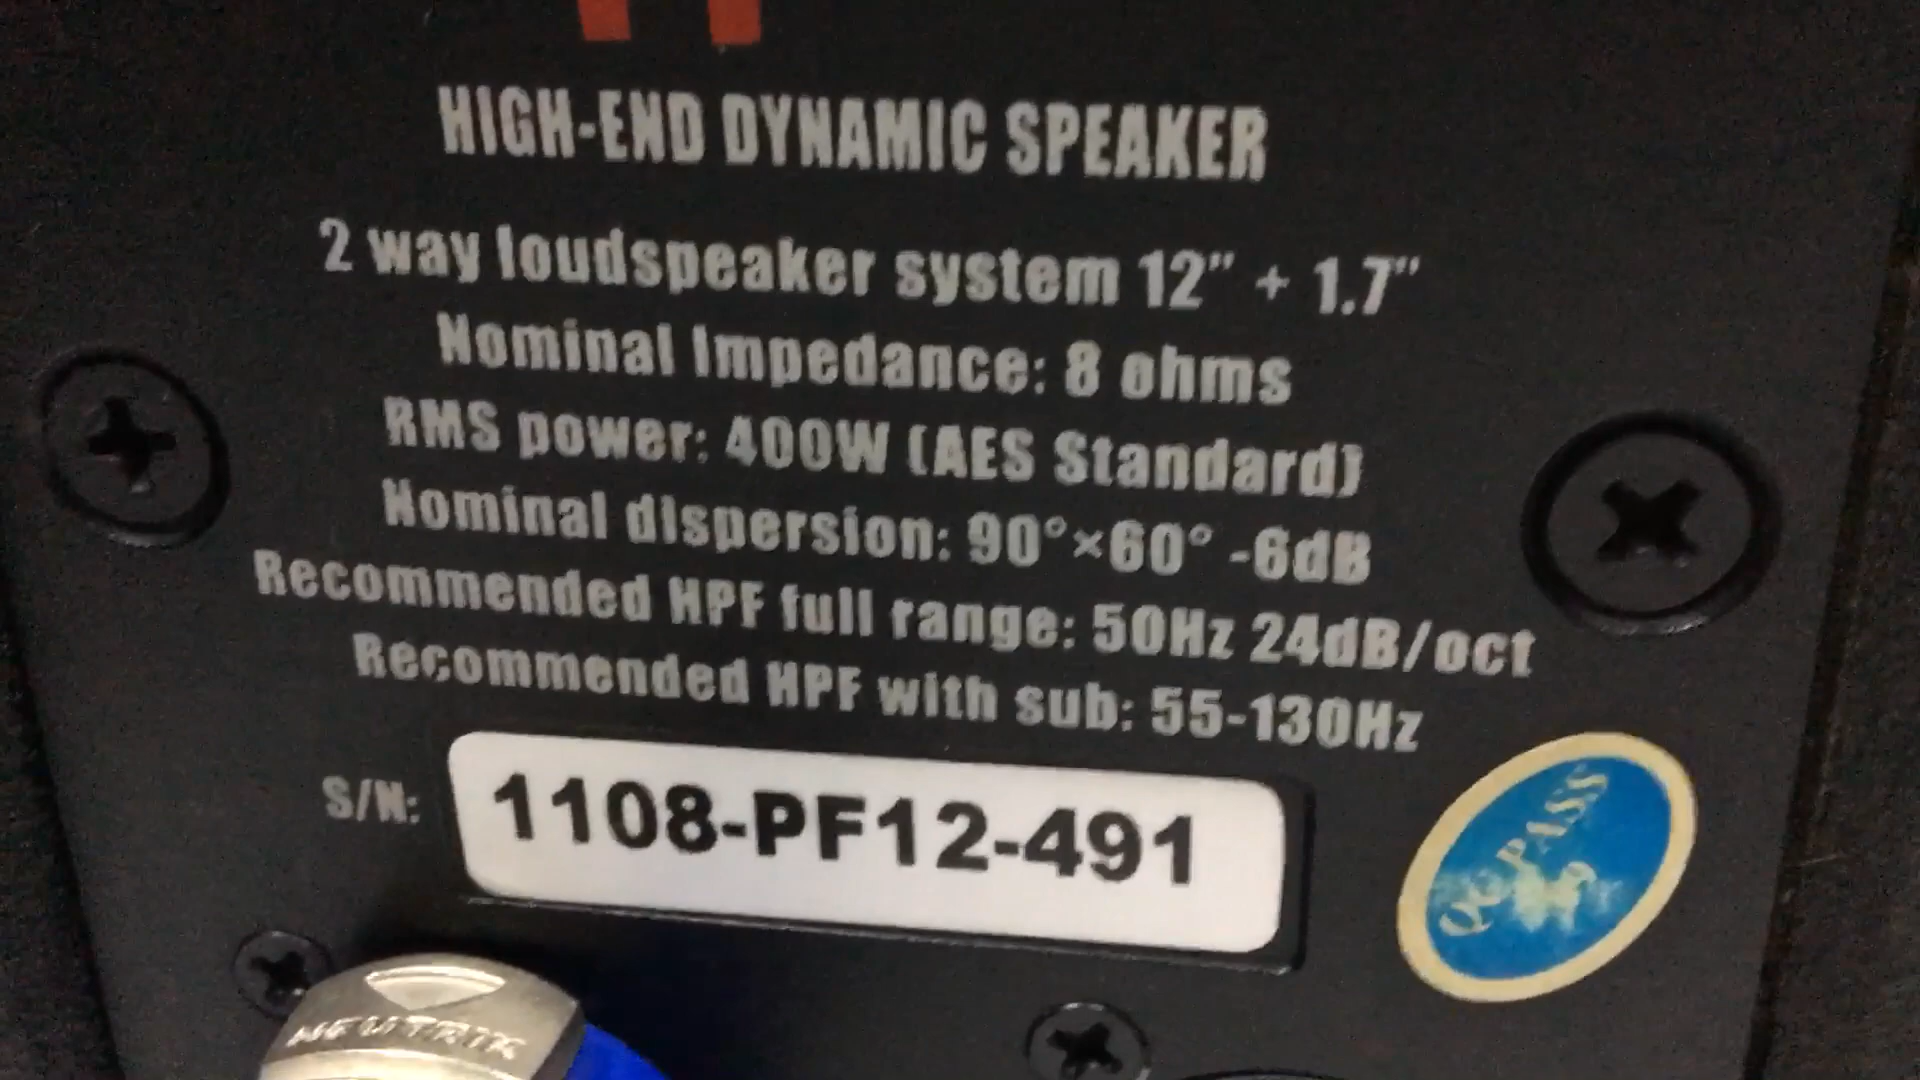 HIGH-END DYNAMIC SPEAKER
2 way loudspeaker system 12" + 1.7"
Nominal Impedance: 8 ohms
RMS power: 400W (AES Standard)
Nominal dispersion: 90°×60° -6dB
Recommended HPF full range: 50Hz 24dB/oct
Recommended HPF with sub: 55-130Hz
S/N: 1108-PF12-491
QC PASS
NEUTRIK